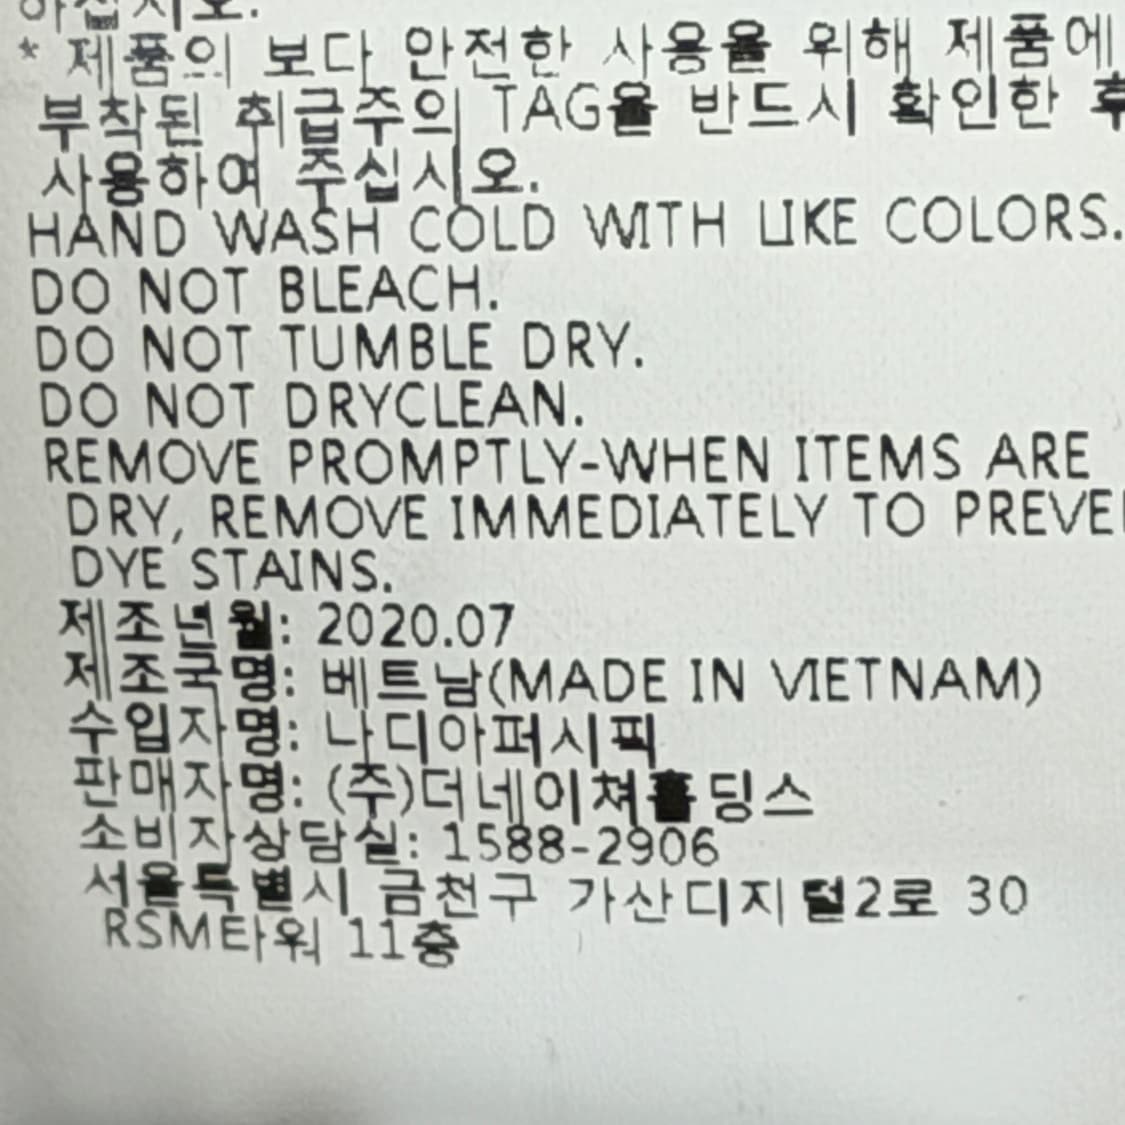 하십시오.
* 제품의 보다 안전한 사용을 위해 제품에
부착된 취급주의 TAG을 반드시 확인한 후
사용하여 주십시오.
HAND WASH COLD WITH LIKE COLORS.
DO NOT BLEACH.
DO NOT TUMBLE DRY.
DO NOT DRYCLEAN.
REMOVE PROMPTLY-WHEN ITEMS ARE
DRY, REMOVE IMMEDIATELY TO PREVE
DYE STAINS.
제조년월: 2020.07
제조국명: 베트남(MADE IN VIETNAM)
수입자명: 나디아퍼시픽
판매자명: (주)더네이쳐홀딩스
소비자상담실: 1588-2906
서울특별시 금천구 가산디지털2로 30
RSM타워 11층